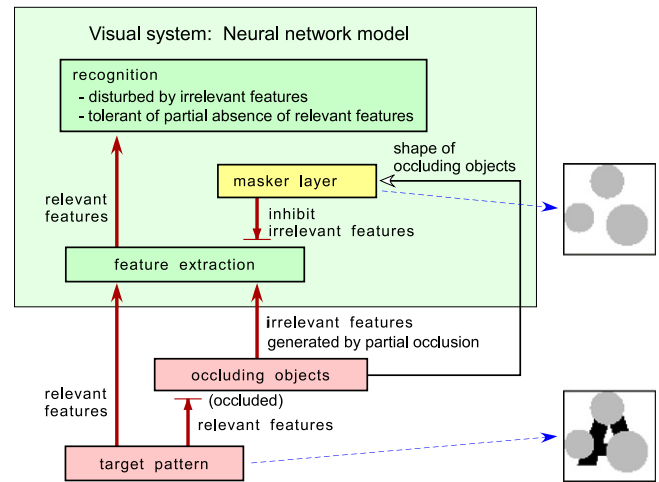 Visual system: Neural network model
recognition
- disturbed by irrelevant features
- tolerant of partial absence of relevant features
shape of
occluding objects
masker layer
relevant
features
inhibit
irrelevant features
feature extraction
irrelevant features
generated by partial occlusion
occluding objects
relevant
features
(occluded)
relevant features
target pattern